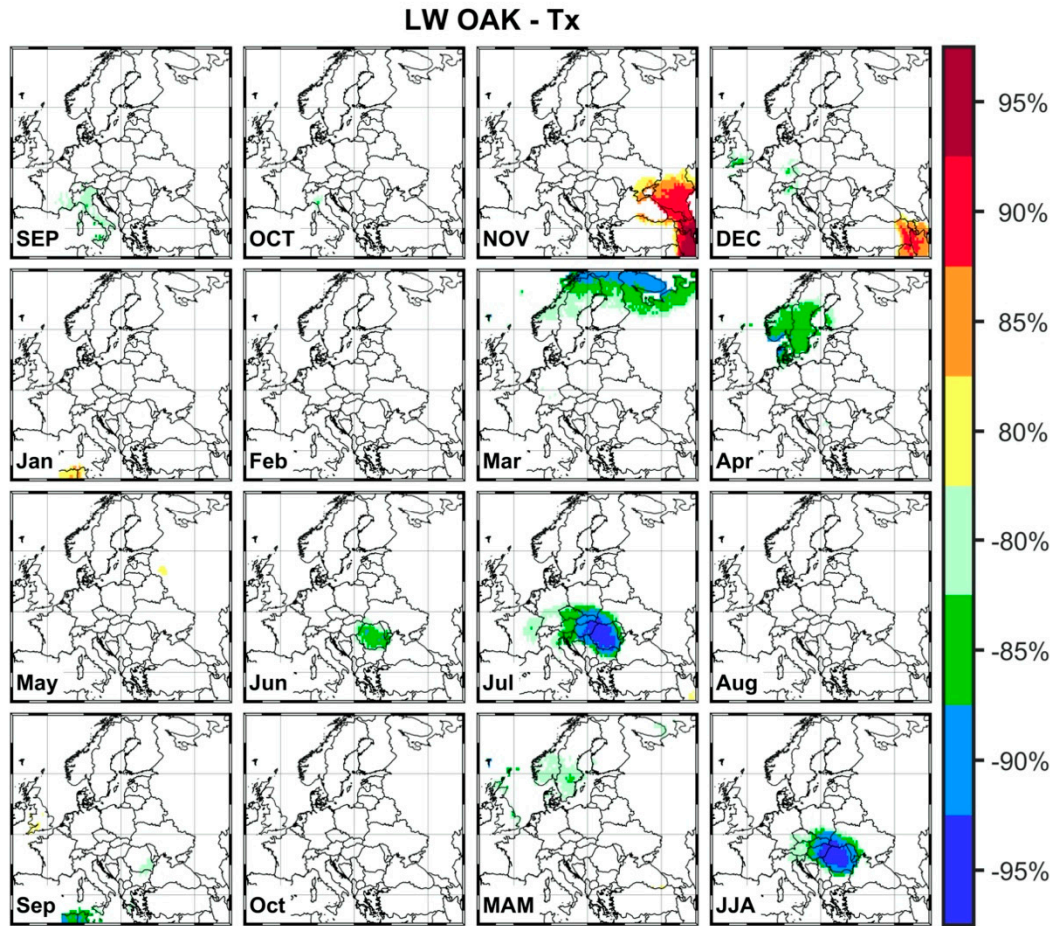 LW OAK - Tx
SEP
OCT
NOV
DEC
Jan
Feb
Mar
Apr
May
Jun
Jul
Aug
Sep
Oct
MAM
JJA
95%
90%
85%
80%
-80%
-85%
-90%
-95%